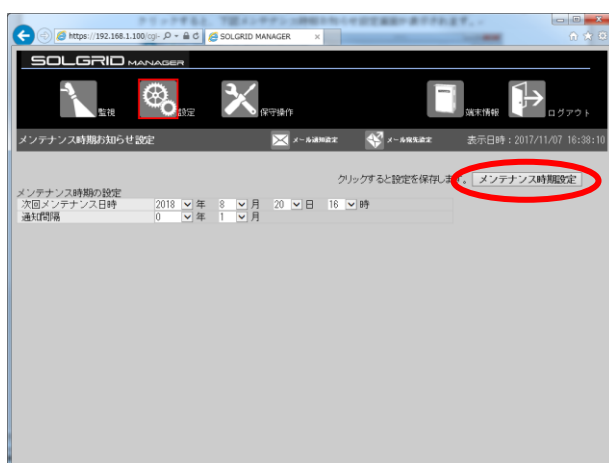 https://192.168.1.100/cgi-
SOLGRID MANAGER
×
SOLGRID MANAGER
監視
設定
保守操作
端末情報
ログアウト
メンテナンス時期お知らせ設定
メール通知設定
メール宛先設定
表示日時：2017/11/07 16:38:10
クリックすると設定を保存します。
メンテナンス時期設定
メンテナンス時期の設定
次回メンテナンス日時 2018 年 8 月 20 日 16 時
通知間隔 0 年 1 月